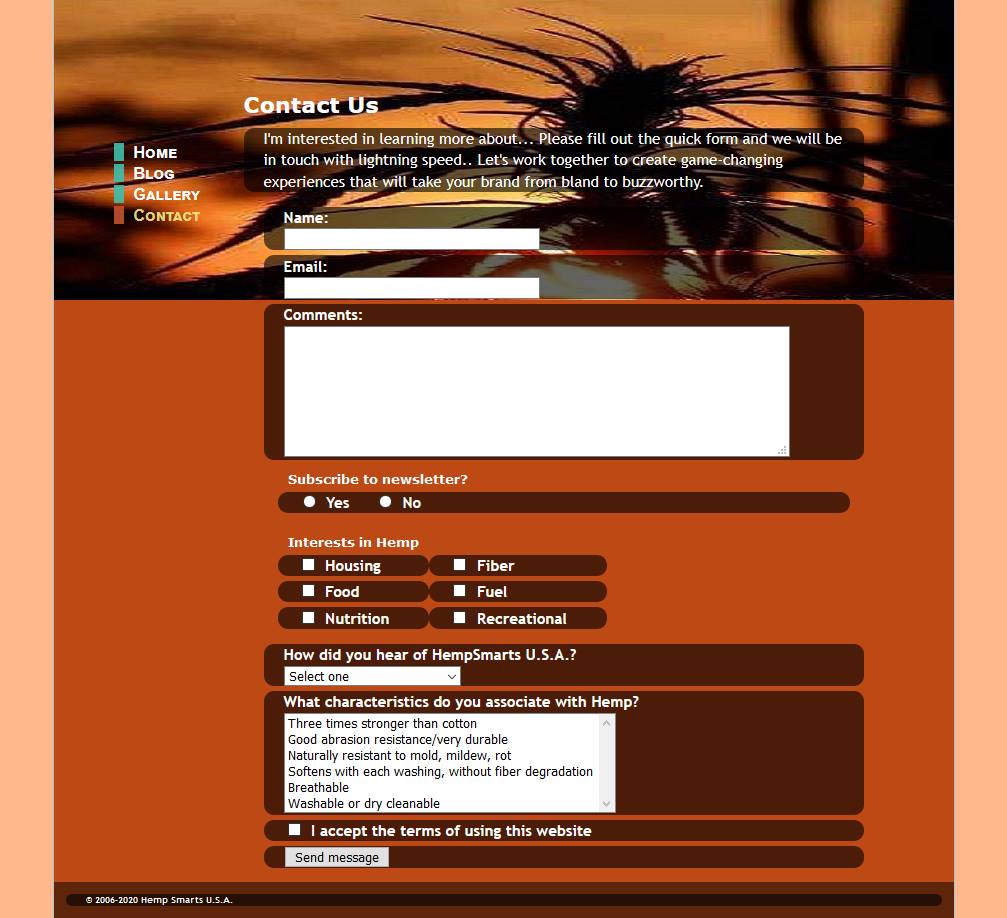 Contact Us
I'm interested in learning more about... Please fill out the quick form and we will be
in touch with lightning speed.. Let's work together to create game-changing
experiences that will take your brand from bland to buzzworthy.
Home
Blog
Gallery
Contact
Name:
Email:
Comments:
Subscribe to newsletter?
Yes No
Interests in Hemp
Housing Fiber
Food Fuel
Nutrition Recreational
How did you hear of HempSmarts U.S.A.?
Select one
What characteristics do you associate with Hemp?
Three times stronger than cotton
Good abrasion resistance/very durable
Naturally resistant to mold, mildew, rot
Softens with each washing, without fiber degradation
Breathable
Washable or dry cleanable
I accept the terms of using this website
Send message
© 2006-2020 Hemp Smarts U.S.A.